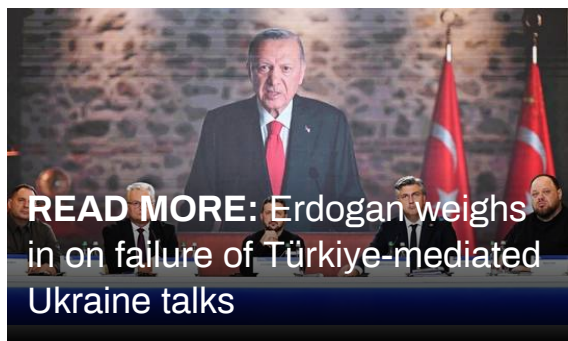 READ MORE: Erdogan weighs
in on failure of Türkiye-mediated
Ukraine talks